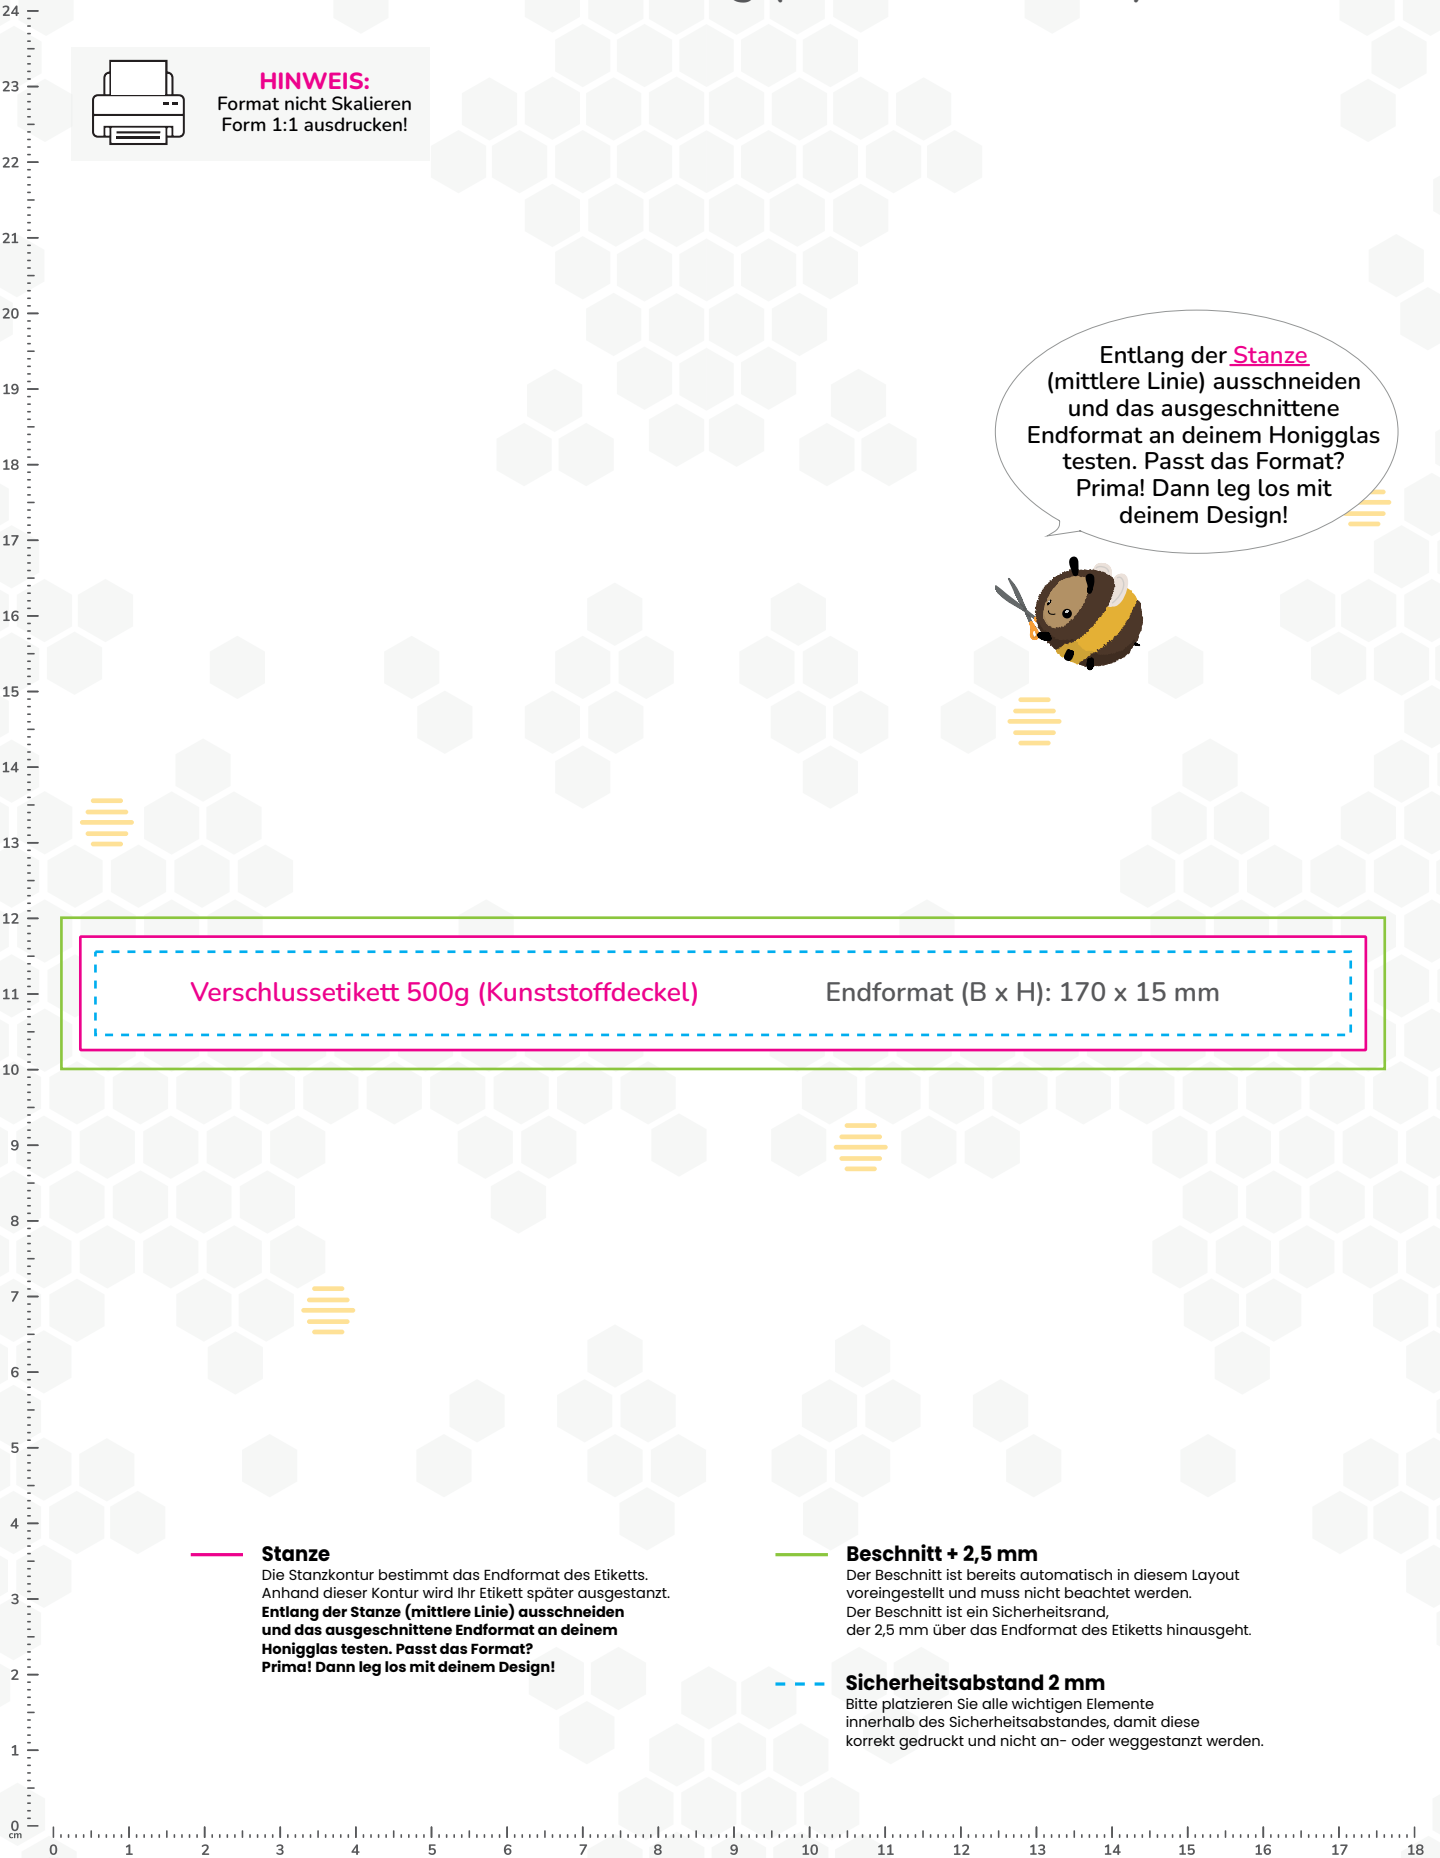 HINWEIS:
Format nicht Skalieren
Form 1:1 ausdrucken!
Entlang der Stanze
(mittlere Linie) ausschneiden
und das ausgeschnittene
Endformat an deinem Honigglas
testen. Passt das Format?
Prima! Dann leg los mit
deinem Design!
Verschlussetikett 500g (Kunststoffdeckel)
Endformat (B x H): 170 x 15 mm
Stanze
Die Stanzkontur bestimmt das Endformat des Etiketts.
Anhand dieser Kontur wird Ihr Etikett später ausgestanzt.
Entlang der Stanze (mittlere Linie) ausschneiden
und das ausgeschnittene Endformat an deinem
Honigglas testen. Passt das Format?
Prima! Dann leg los mit deinem Design!
Beschnitt + 2,5 mm
Der Beschnitt ist bereits automatisch in diesem Layout
voreingestellt und muss nicht beachtet werden.
Der Beschnitt ist ein Sicherheitsrand,
der 2,5 mm über das Endformat des Etiketts hinausgeht.
Sicherheitsabstand 2 mm
Bitte platzieren Sie alle wichtigen Elemente
innerhalb des Sicherheitsabstandes, damit diese
korrekt gedruckt und nicht an- oder weggestanzt werden.
24
23
22
21
20
19
18
17
16
15
14
13
12
11
10
9
8
7
6
5
4
3
2
1
0
cm
0 1 2 3 4 5 6 7 8 9 10 11 12 13 14 15 16 17 18